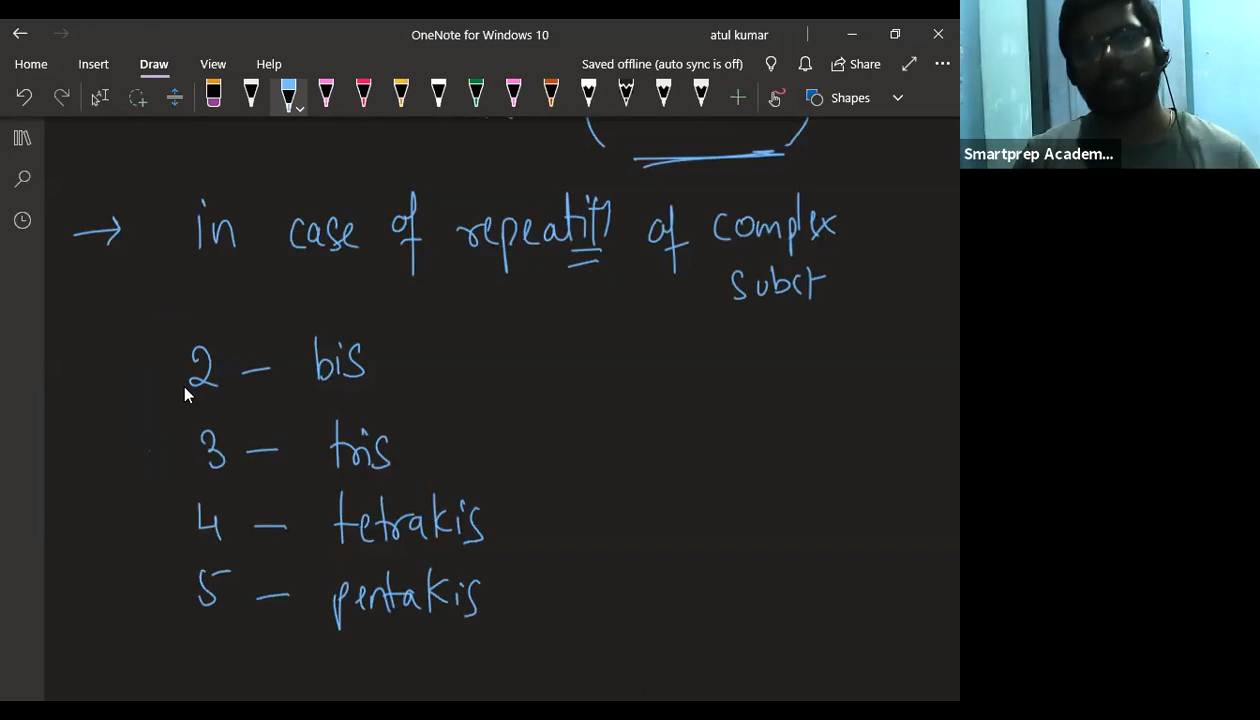 OneNote for Windows 10
atul kumar
Home Insert Draw View Help
Saved offline (auto sync is off)
Share
Shapes
Smartprep Academ...
→ in case of repeatitn of complex
subst
2 – bis
3 – tris
4 – tetrakis
5 – pentakis